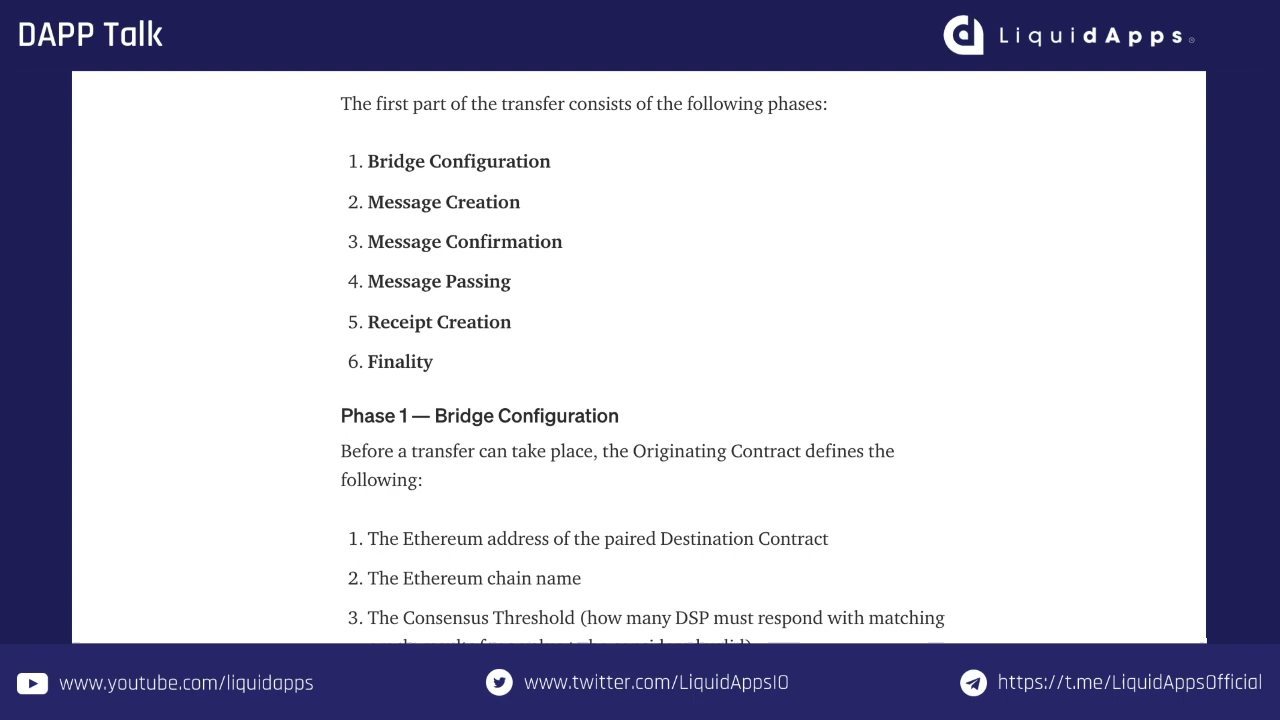 DAPP Talk
LiquidApps
The first part of the transfer consists of the following phases:
1. Bridge Configuration
2. Message Creation
3. Message Confirmation
4. Message Passing
5. Receipt Creation
6. Finality
Phase 1 — Bridge Configuration
Before a transfer can take place, the Originating Contract defines the
following:
1. The Ethereum address of the paired Destination Contract
2. The Ethereum chain name
3. The Consensus Threshold (how many DSP must respond with matching
www.youtube.com/liquidapps
www.twitter.com/LiquidAppsIO
https://t.me/LiquidAppsOfficial